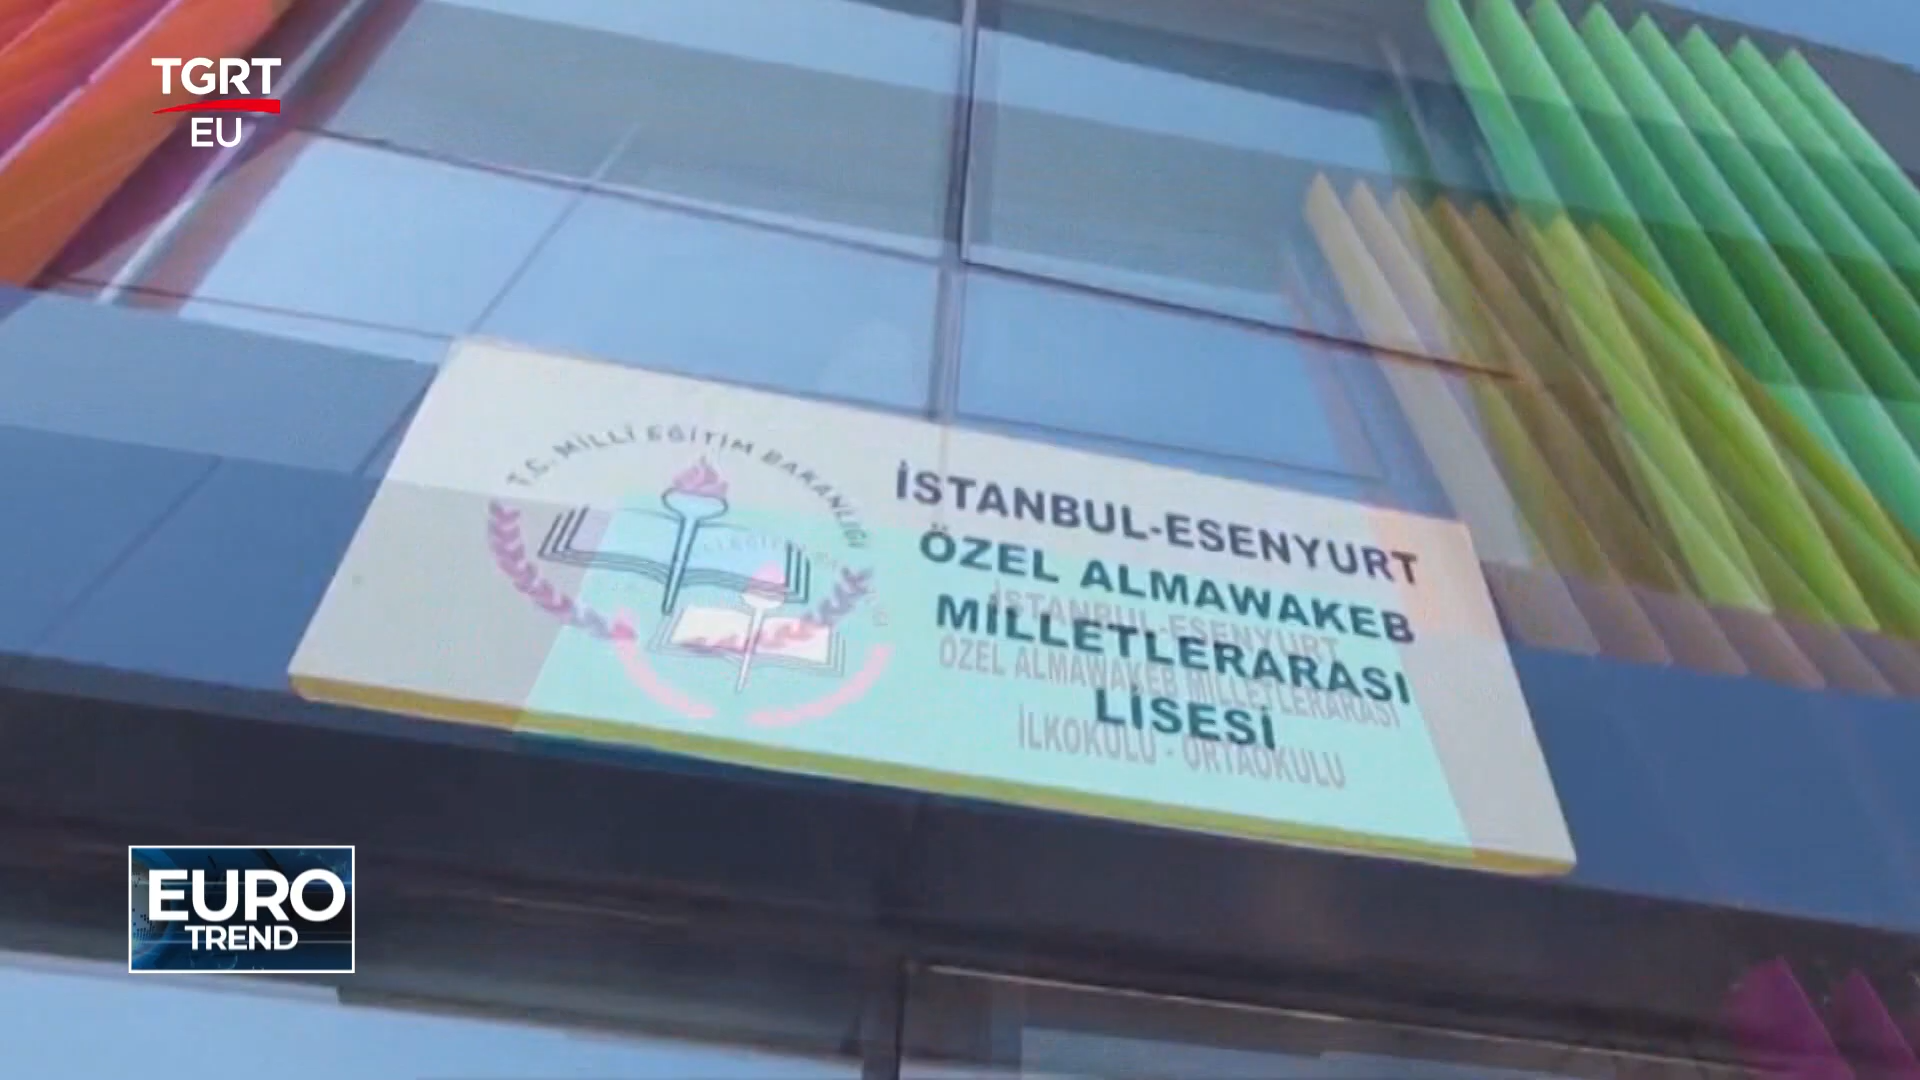 TGRT
EU
T.C. MİLLİ EĞİTİM BAKANLIĞI
İSTANBUL-ESENYURT
ÖZEL ALMAWAKEB
MİLLETLERARASI
LİSESİ
İSTANBUL-ESENYURT
ÖZEL ALMAWAKEB MİLLETLERARASI
İLKOKULU - ORTAOKULU
EURO
TREND